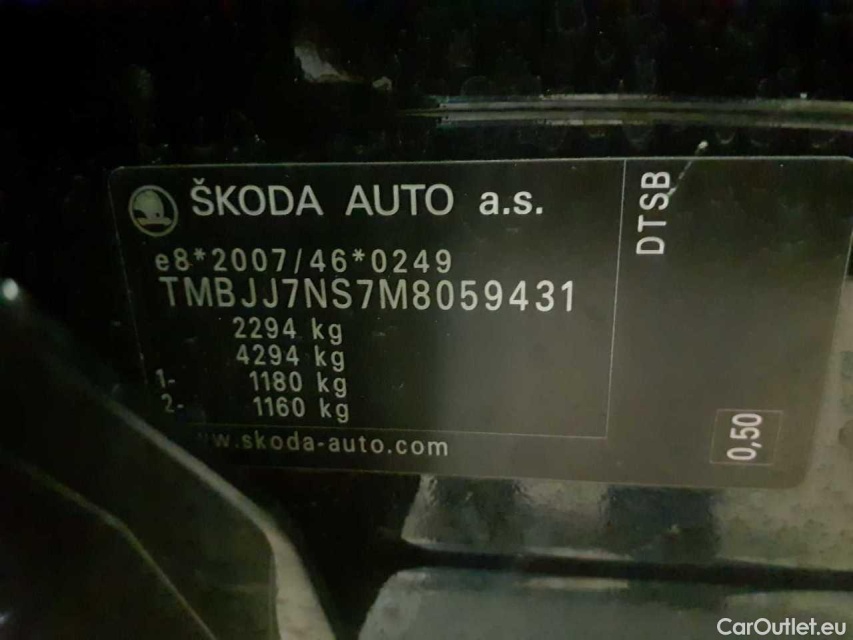 ŠKODA AUTO a.s.
e8*2007/46*0249
TMBJJ7NS7M8059431
2294 kg
4294 kg
1- 1180 kg
2- 1160 kg
w.skoda-auto.com
DTSB
0,50
CarOutlet.eu